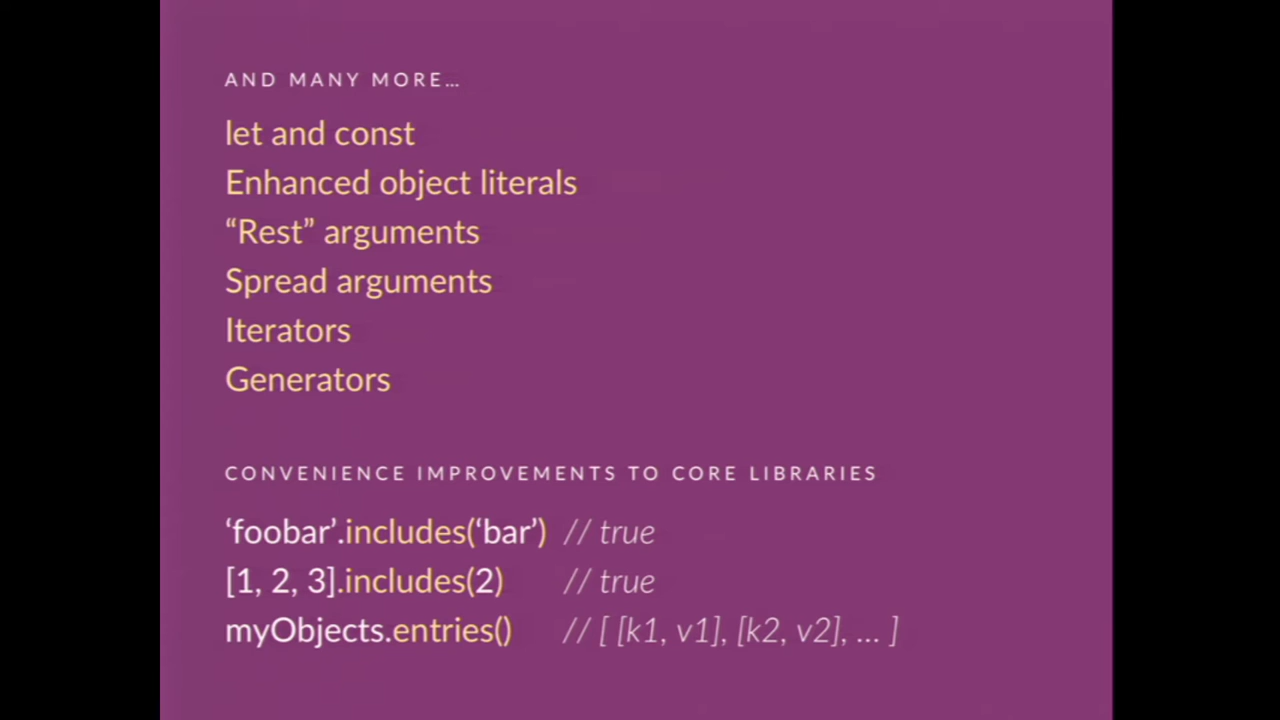 AND MANY MORE…
let and const
Enhanced object literals
“Rest” arguments
Spread arguments
Iterators
Generators
CONVENIENCE IMPROVEMENTS TO CORE LIBRARIES
‘foobar’.includes(‘bar’) // true
[1, 2, 3].includes(2) // true
myObjects.entries() // [ [k1, v1], [k2, v2], … ]